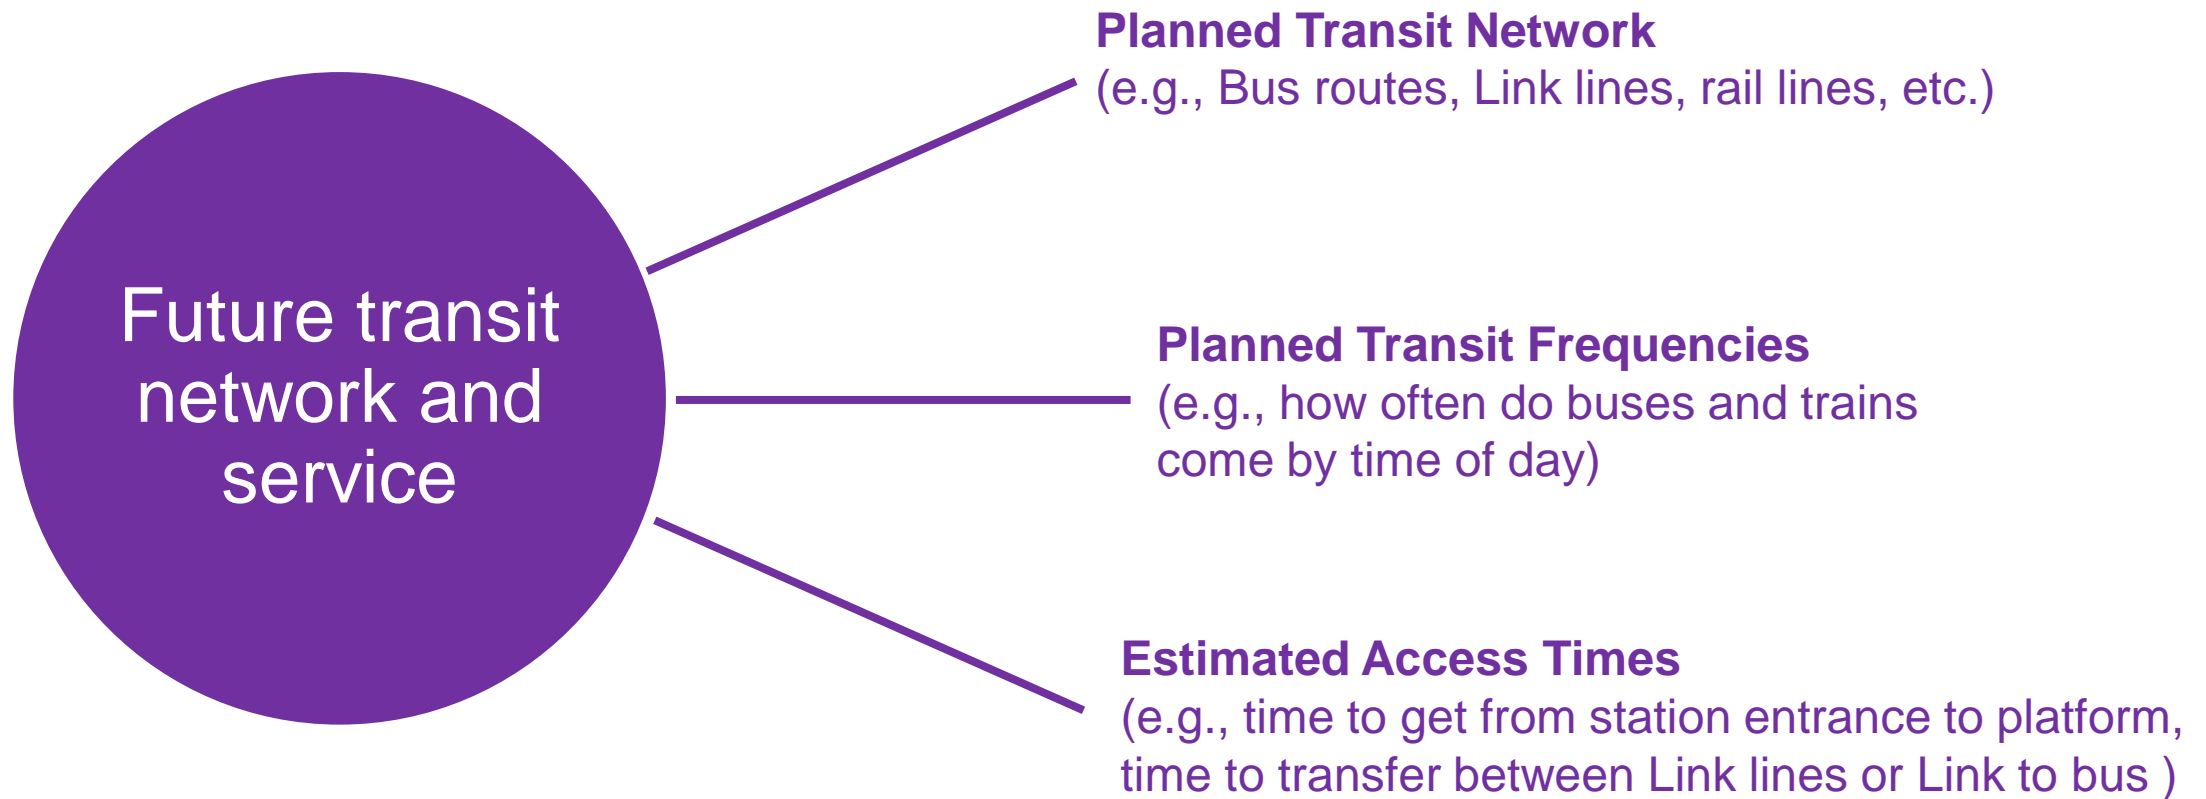 Future transit
network and
service
Planned Transit Network
(e.g., Bus routes, Link lines, rail lines, etc.)
Planned Transit Frequencies
(e.g., how often do buses and trains
come by time of day)
Estimated Access Times
(e.g., time to get from station entrance to platform,
time to transfer between Link lines or Link to bus )